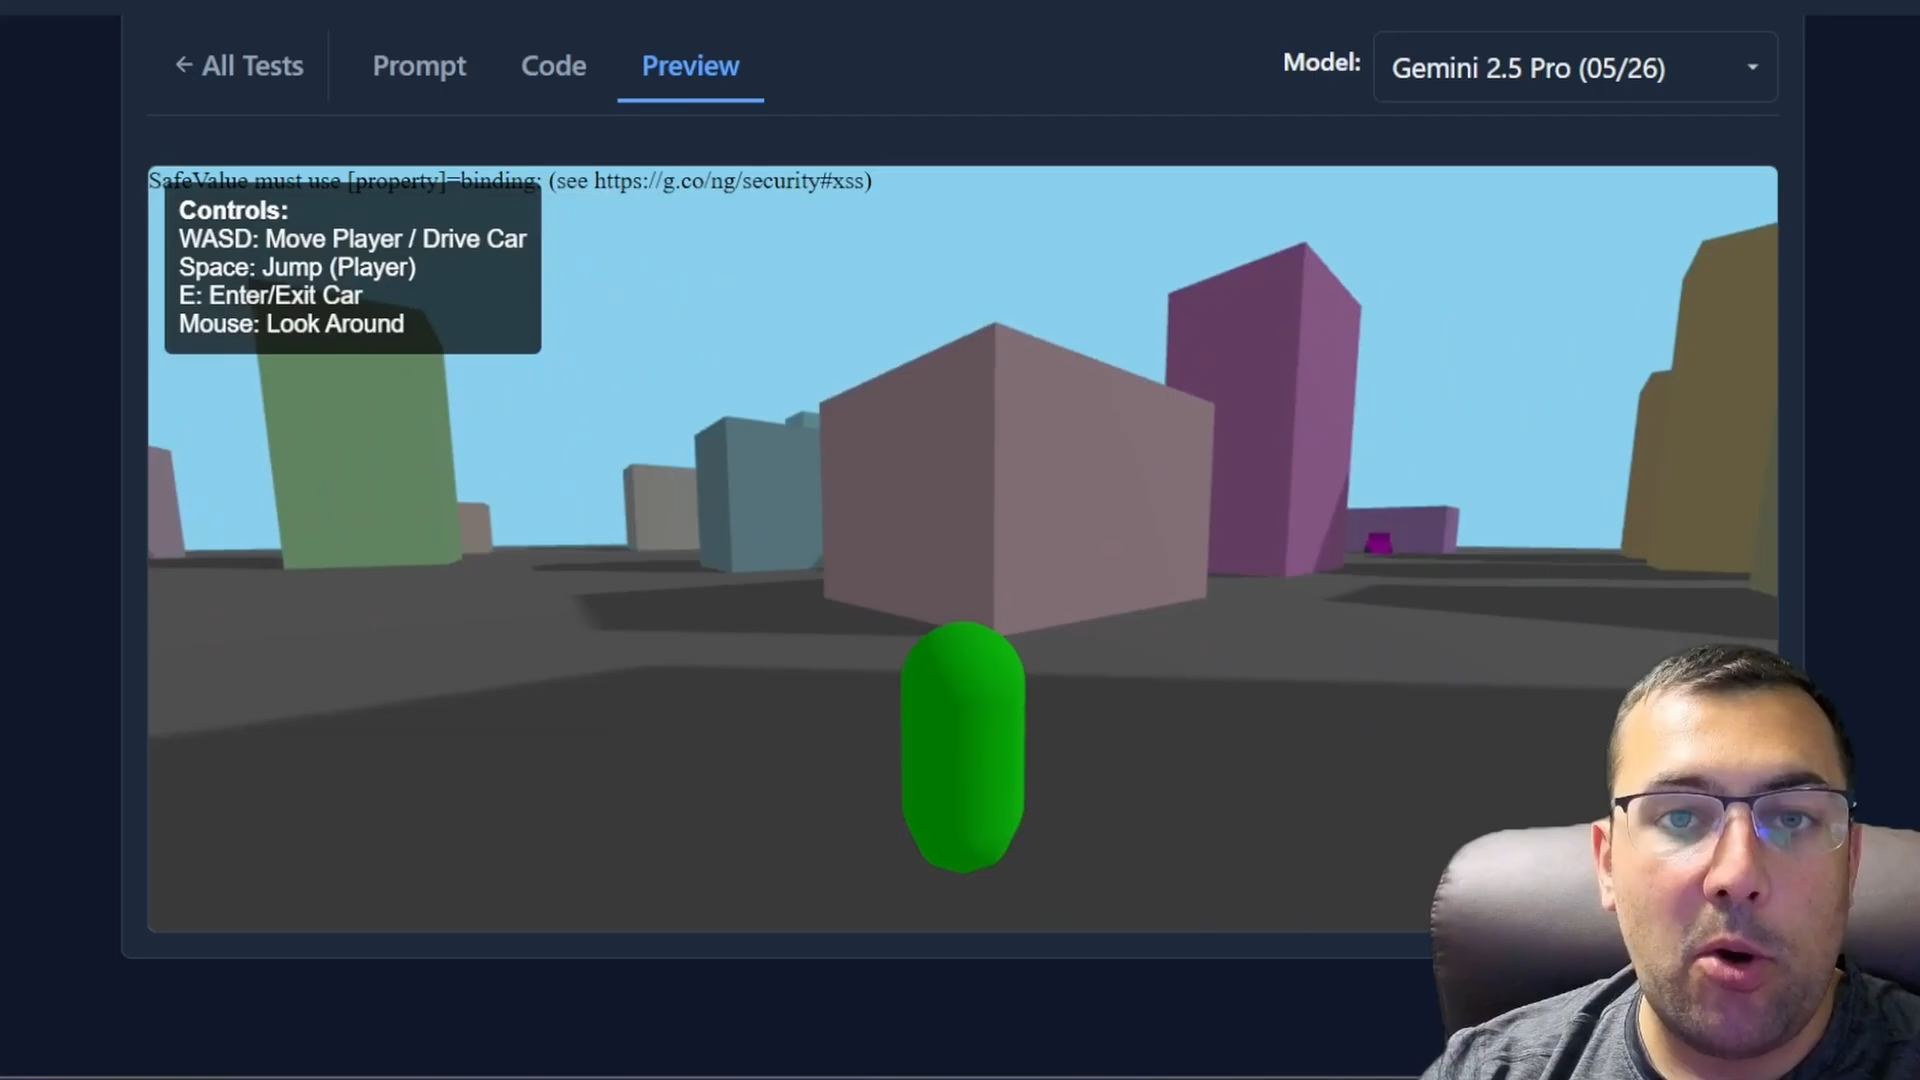 ← All Tests
Prompt
Code
Preview
Model:
Gemini 2.5 Pro (05/26)
SafeValue must use [property]=binding: (see https://g.co/ng/security#xss)
Controls:
WASD: Move Player / Drive Car
Space: Jump (Player)
E: Enter/Exit Car
Mouse: Look Around